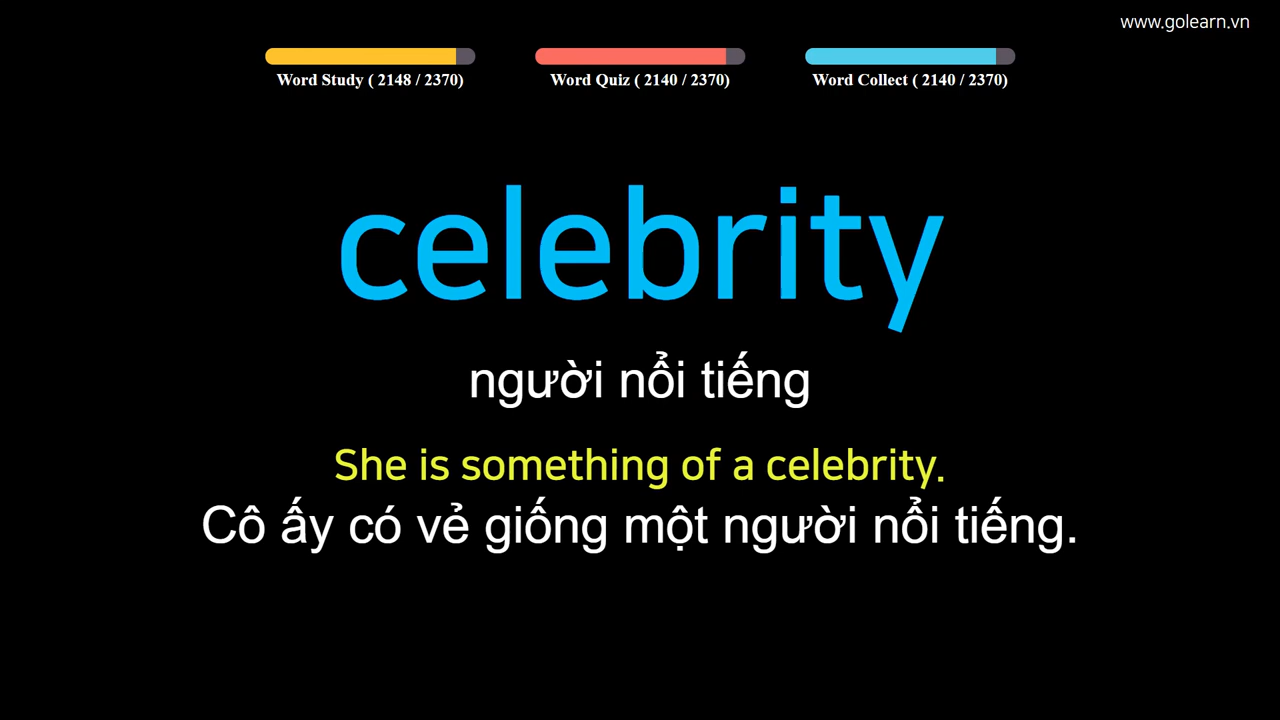 www.golearn.vn
Word Study ( 2148 / 2370)
Word Quiz ( 2140 / 2370)
Word Collect ( 2140 / 2370)
celebrity
người nổi tiếng
She is something of a celebrity.
Cô ấy có vẻ giống một người nổi tiếng.